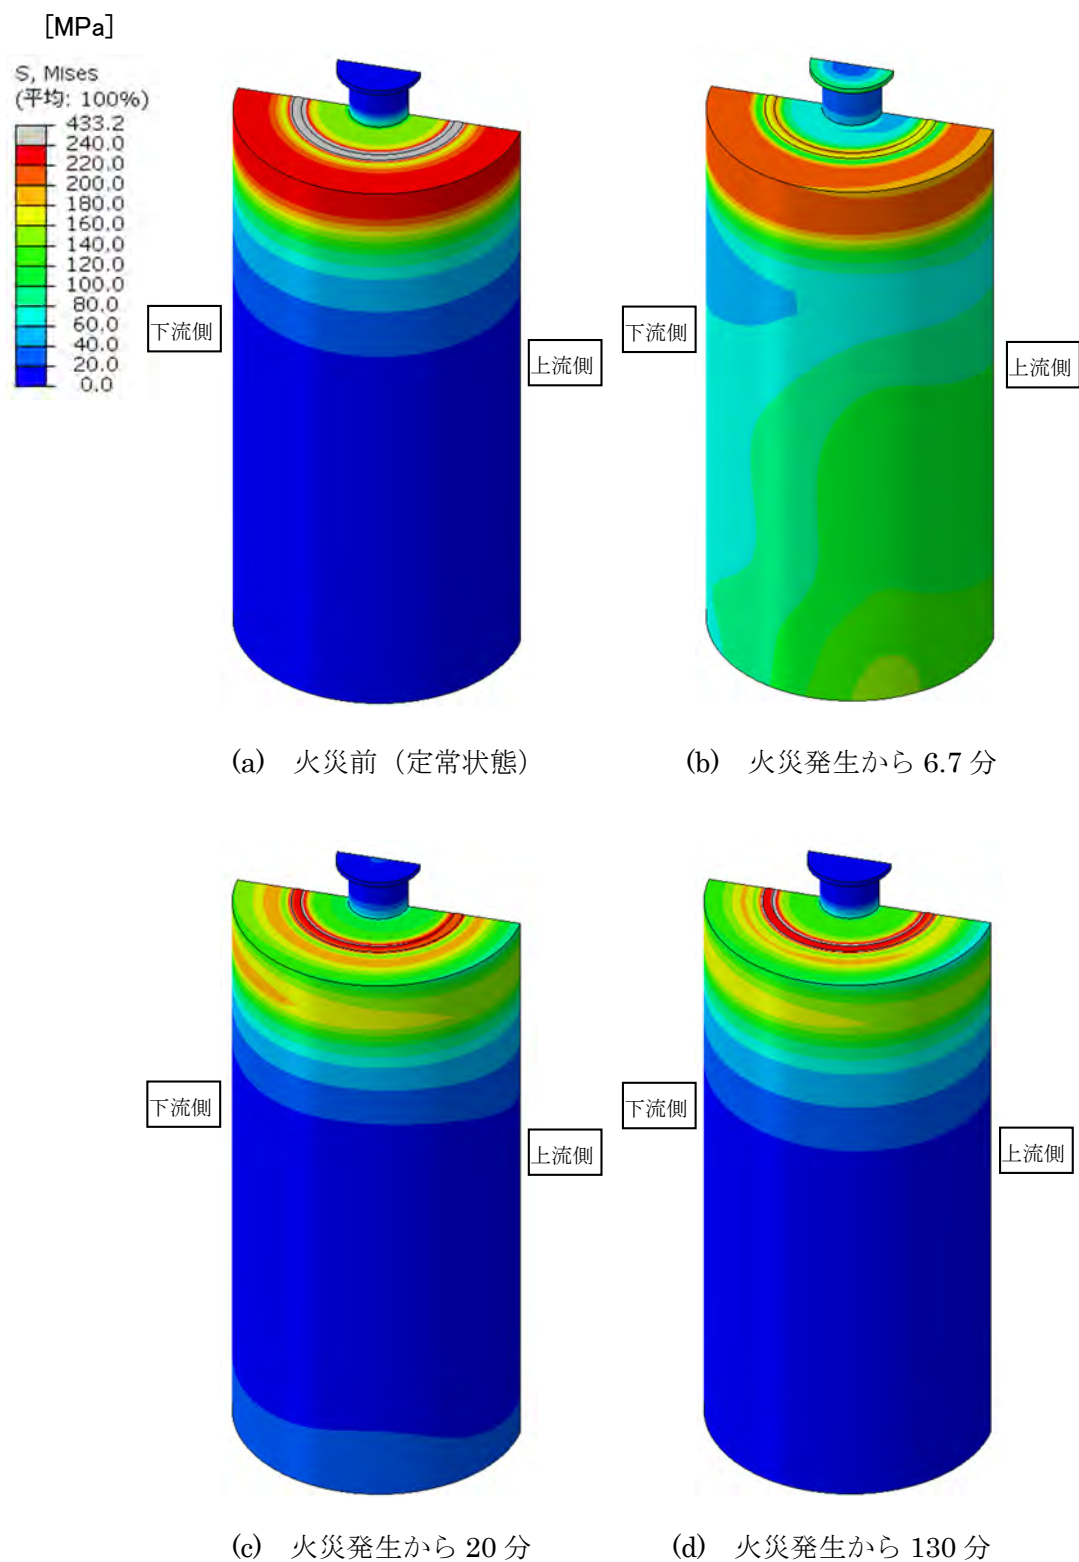 [MPa]
S, Mises
(平均: 100%)
433.2
240.0
220.0
200.0
180.0
160.0
140.0
120.0
100.0
80.0
60.0
40.0
20.0
0.0
下流側
上流側
下流側
上流側
(a) 火災前（定常状態）
(b) 火災発生から 6.7 分
下流側
上流側
下流側
上流側
(c) 火災発生から 20 分
(d) 火災発生から 130 分